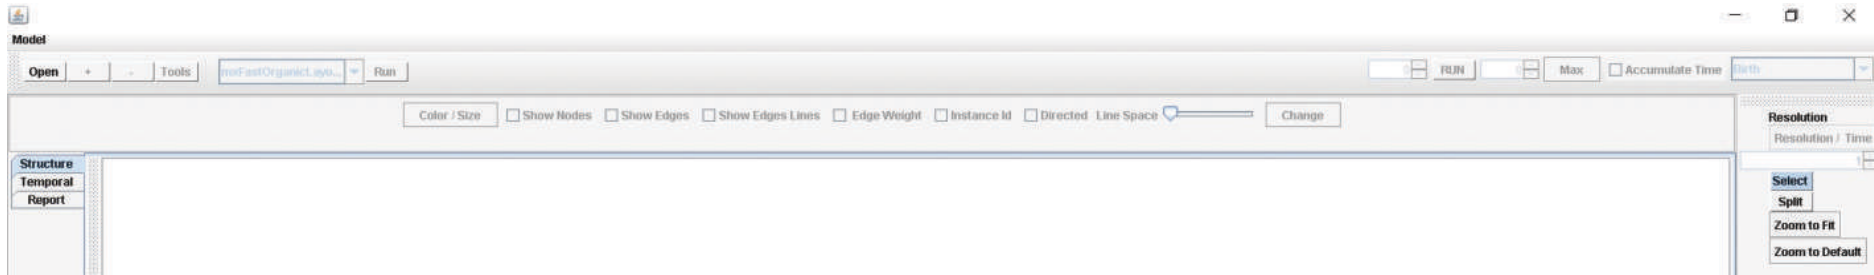 Model
Open + - Tools Run RUN Max Accumulate Time Birth
Color / Size Show Nodes Show Edges Show Edges Lines Edge Weight Instance Id Directed Line Space Change
Resolution
Resolution / Time
1
Structure
Temporal
Report
Select
Split
Zoom to Fit
Zoom to Default